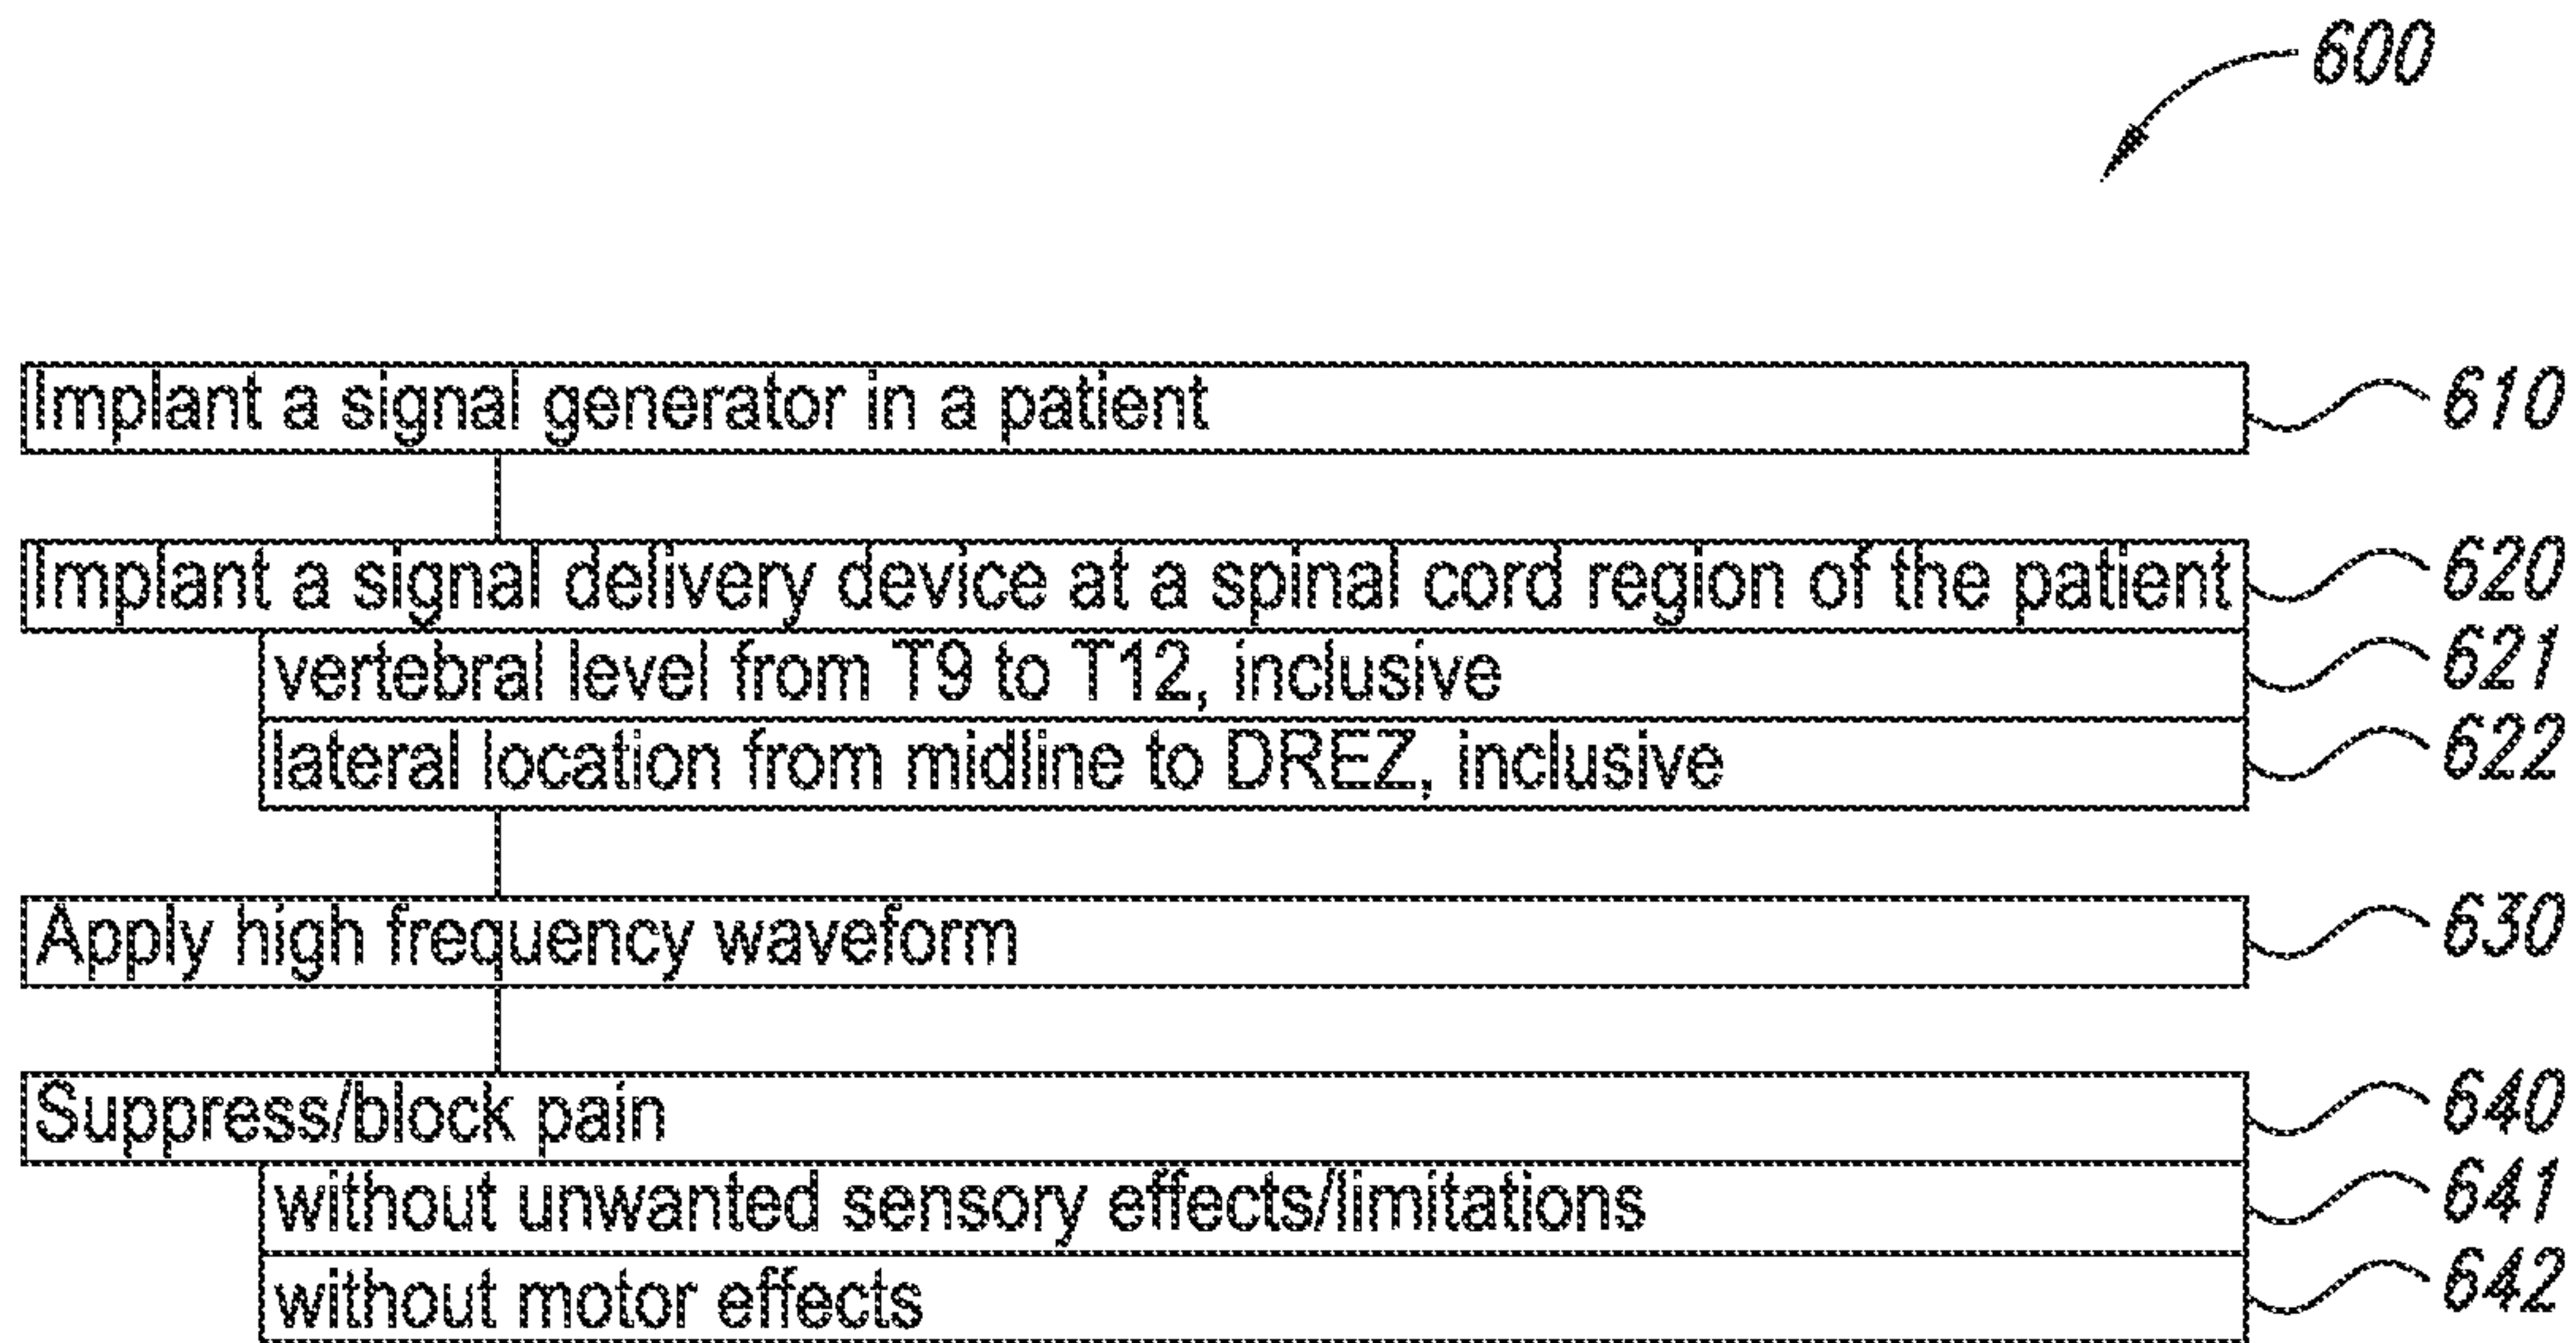 600
Implant a signal generator in a patient 610
Implant a signal delivery device at a spinal cord region of the patient 620
vertebral level from T9 to T12, inclusive 621
lateral location from midline to DREZ, inclusive 622
Apply high frequency waveform 630
Suppress/block pain 640
without unwanted sensory effects/limitations 641
without motor effects 642